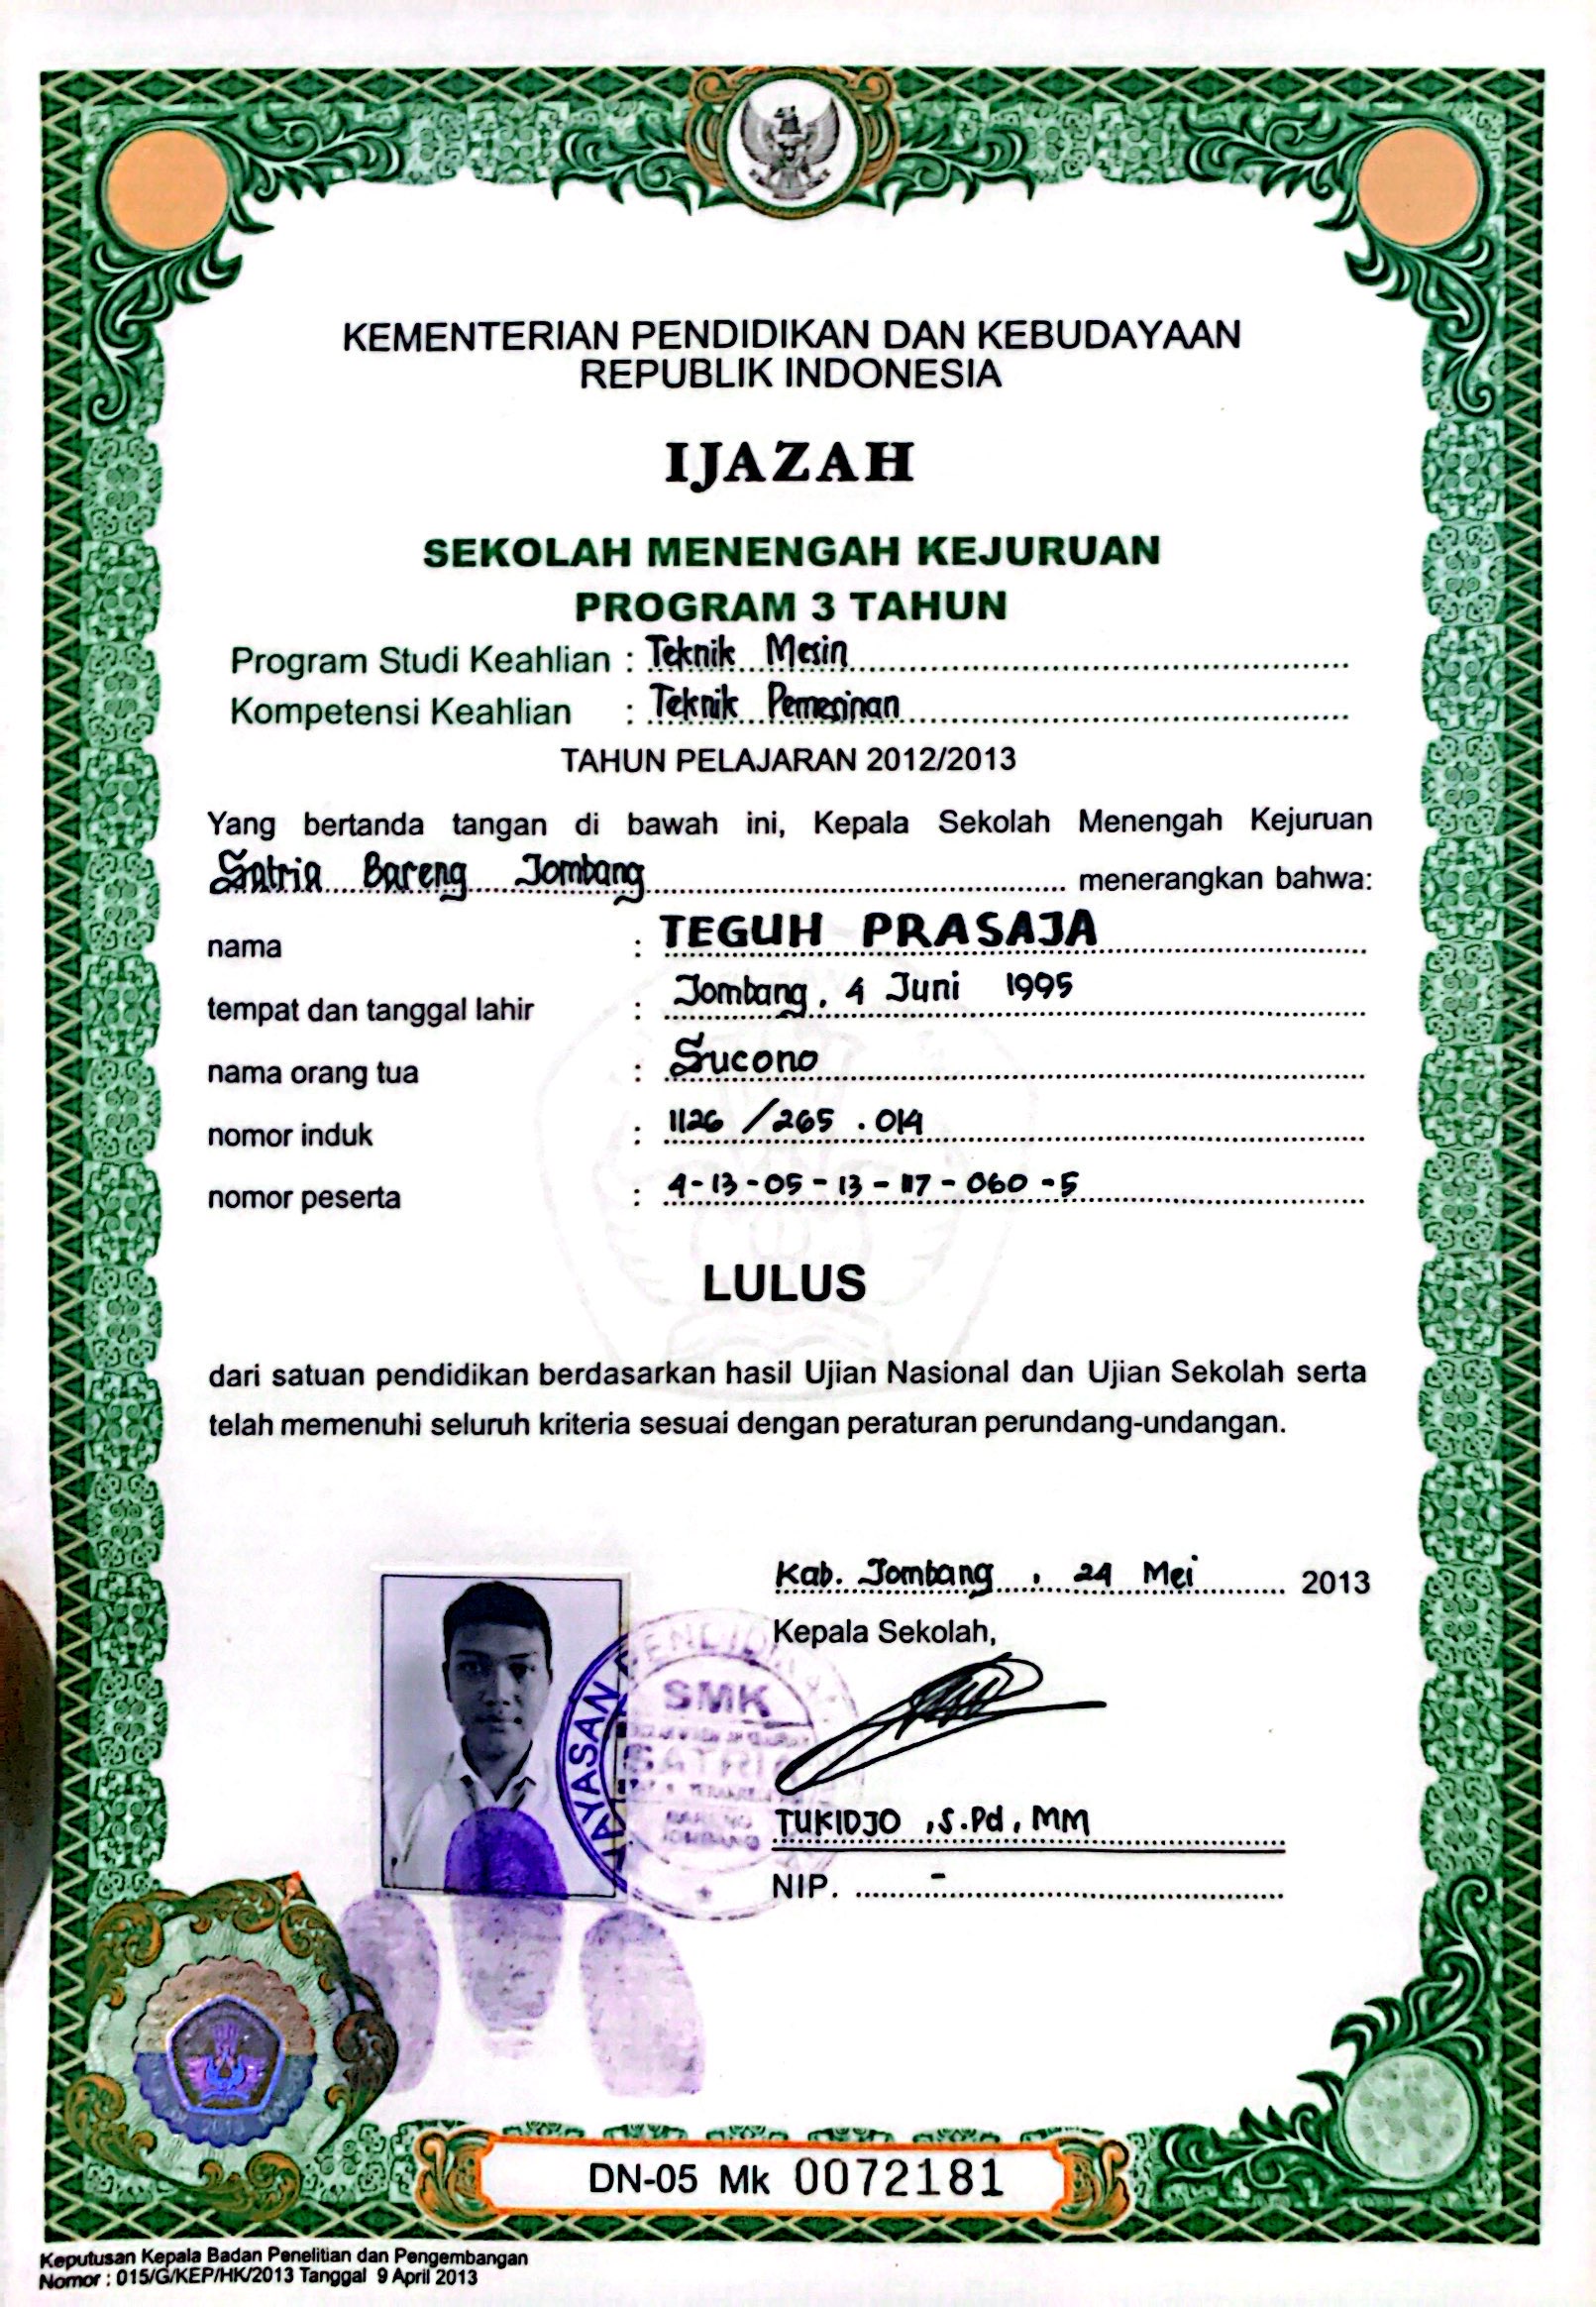 KEMENTERIAN PENDIDIKAN DAN KEBUDAYAAN
REPUBLIK INDONESIA
IJAZAH
SEKOLAH MENENGAH KEJURUAN
PROGRAM 3 TAHUN
Program Studi Keahlian : Teknik Mesin
Kompetensi Keahlian : Teknik Pemesinan
TAHUN PELAJARAN 2012/2013
Yang bertanda tangan di bawah ini, Kepala Sekolah Menengah Kejuruan
Satria Bareng Jombang menerangkan bahwa:
nama : TEGUH PRASAJA
tempat dan tanggal lahir : Jombang, 4 Juni 1995
nama orang tua : Sucono
nomor induk : 1126 / 265 . 014
nomor peserta : 4-13-05-13-117-060-5
LULUS
dari satuan pendidikan berdasarkan hasil Ujian Nasional dan Ujian Sekolah serta
telah memenuhi seluruh kriteria sesuai dengan peraturan perundang-undangan.
Kab. Jombang, 24 Mei 2013
Kepala Sekolah,
YAYASAN
SMK
SATRIA
JOMBANG
TUKIDJO ,S.Pd, MM
NIP. -
DN-05 Mk 0072181
Keputusan Kepala Badan Penelitian dan Pengembangan
Nomor : 015/G/KEP/HK/2013 Tanggal 9 April 2013